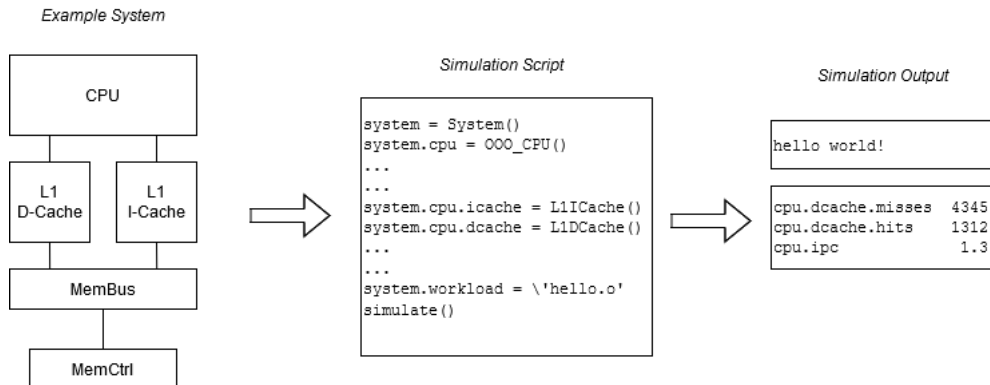 Example System
CPU
L1
D-Cache
L1
I-Cache
MemBus
MemCtrl
Simulation Script
system = System()
system.cpu = OOO_CPU()
...
...
system.cpu.icache = L1ICache()
system.cpu.dcache = L1DCache()
...
...
system.workload = \'hello.o'
simulate()
Simulation Output
hello world!
cpu.dcache.misses 4345
cpu.dcache.hits 1312
cpu.ipc 1.3